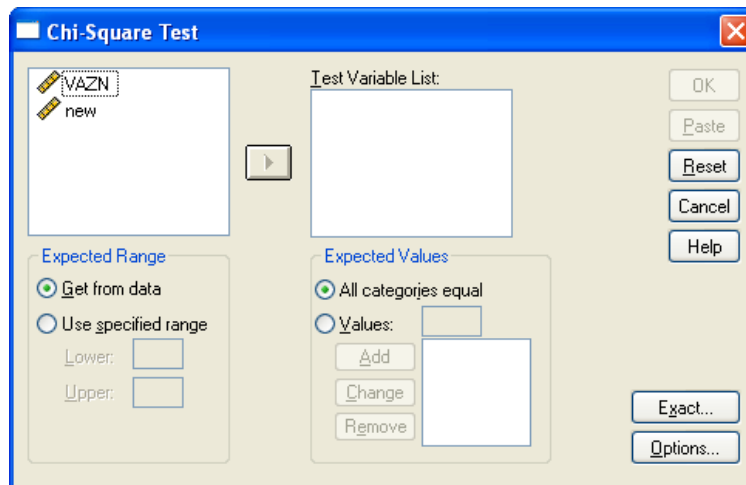 Chi-Square Test
VAZN
new
Test Variable List:
OK
Paste
Reset
Cancel
Help
Expected Range
Get from data
Use specified range
Lower:
Upper:
Expected Values
All categories equal
Values:
Add
Change
Remove
Exact...
Options...